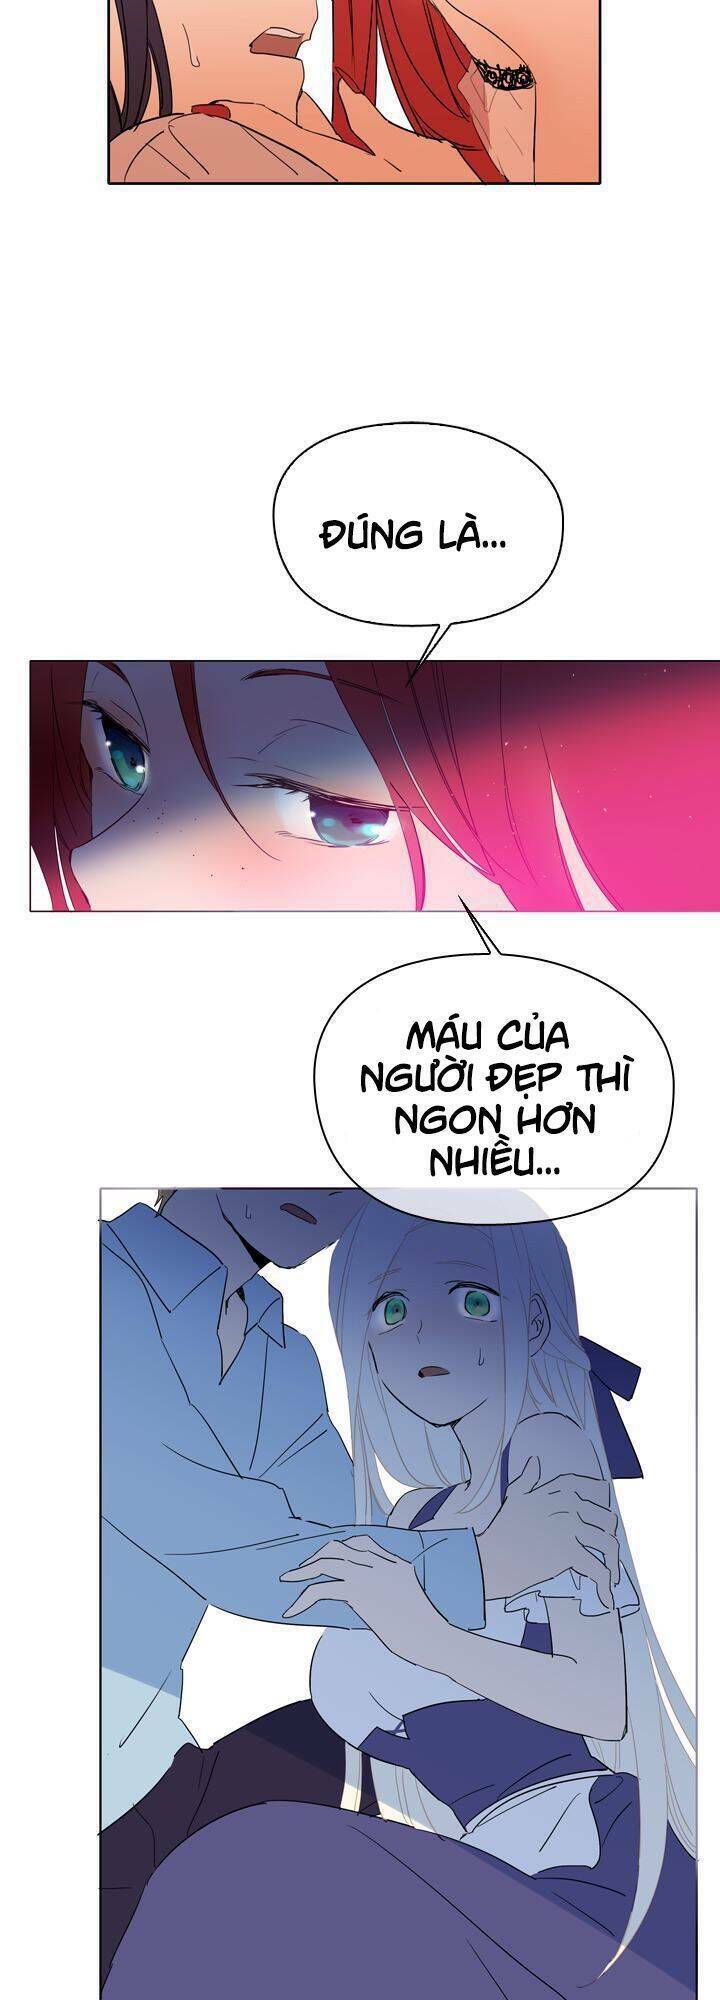 ĐÚNG LÀ...
MÁU CỦA
NGƯỜI ĐẸP THÌ
NGON HƠN
NHIỀU...